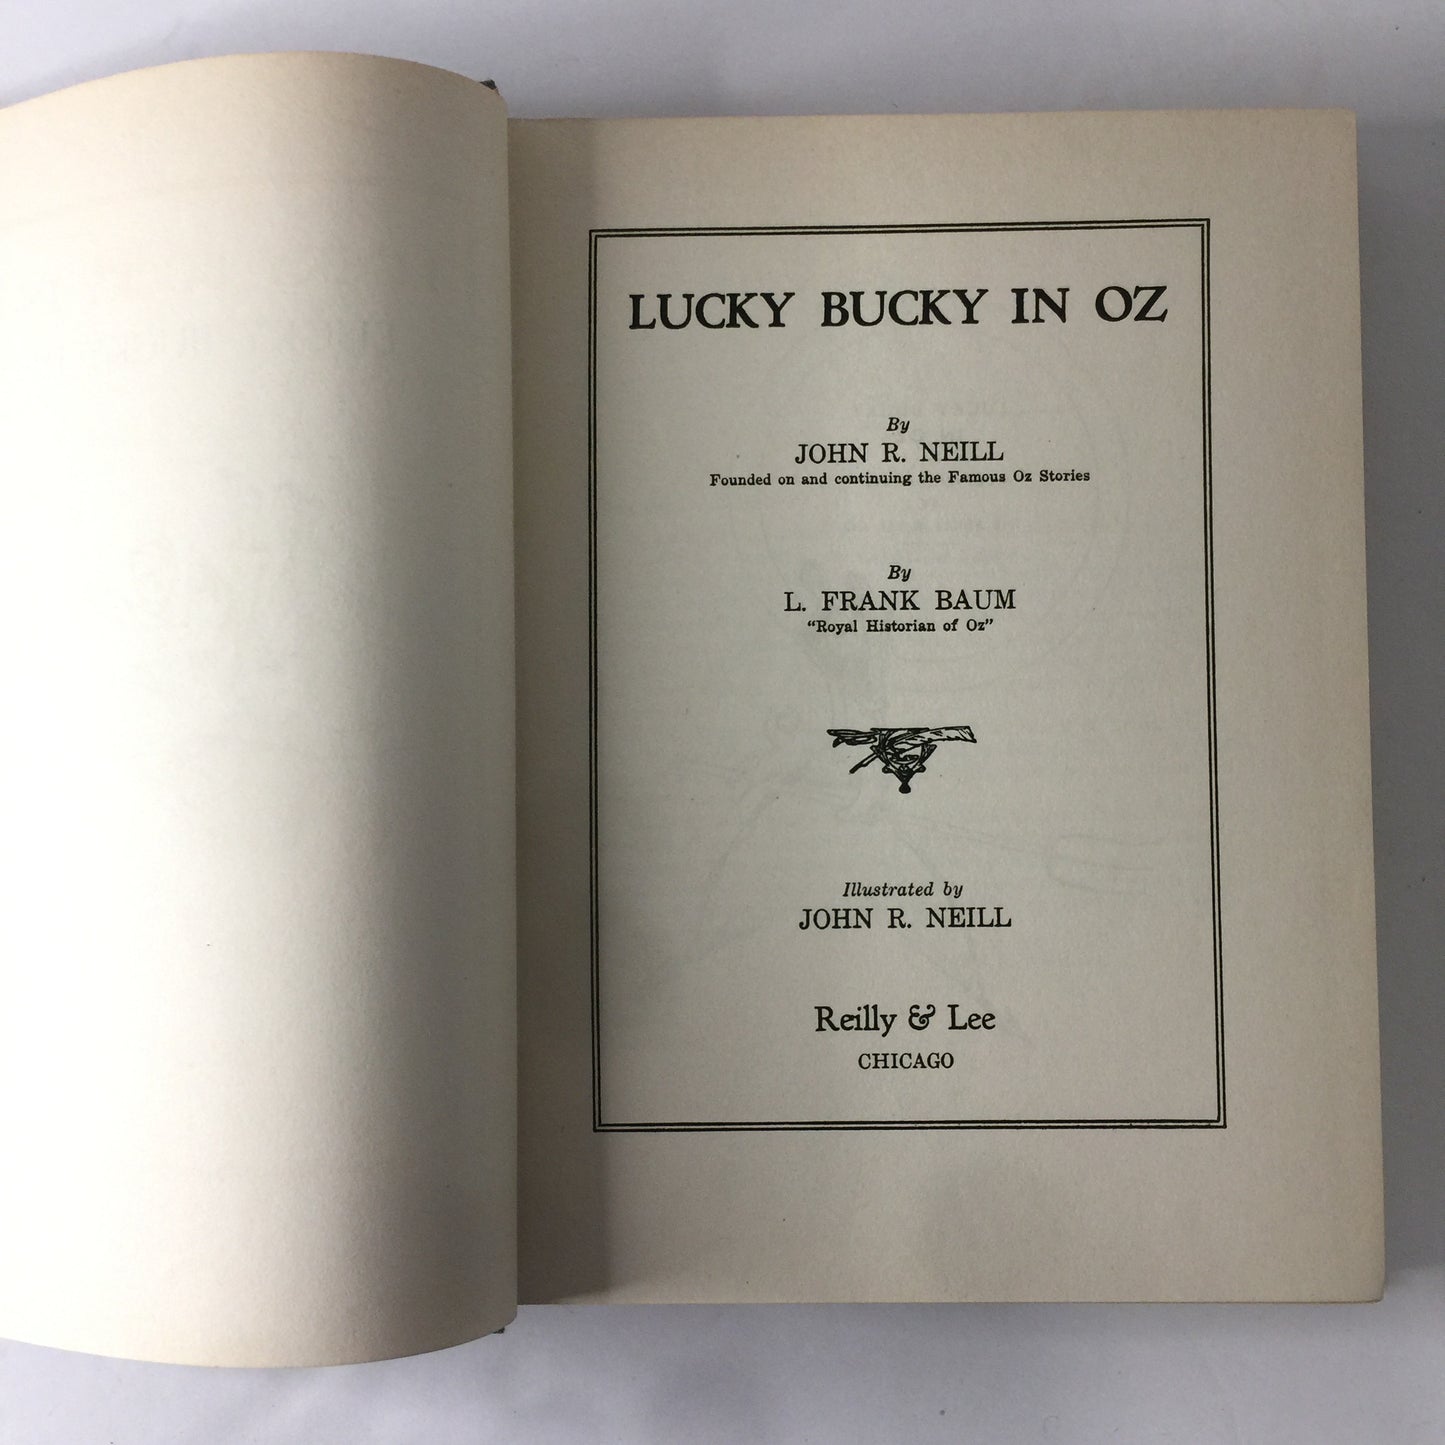 LUCKY BUCKY IN OZ
By
JOHN R. NEILL
Founded on and continuing the Famous Oz Stories
By
L. FRANK BAUM
"Royal Historian of Oz"
Illustrated by
JOHN R. NEILL
Reilly & Lee
CHICAGO